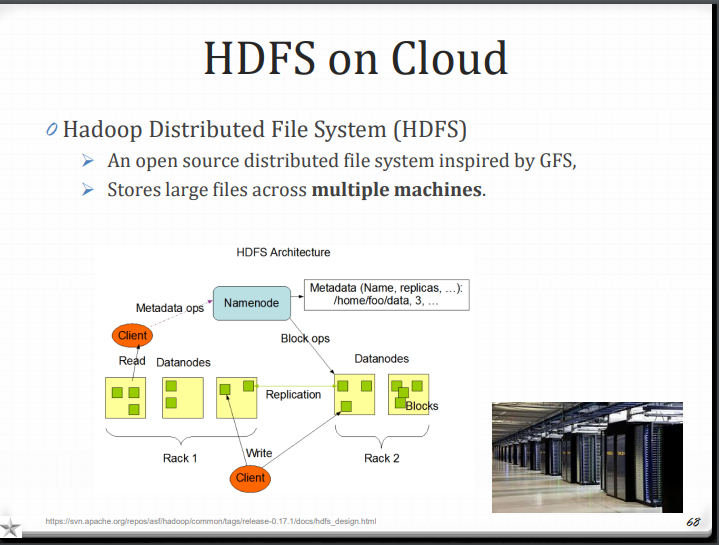 HDFS on Cloud
Hadoop Distributed File System (HDFS)
An open source distributed file system inspired by GFS,
Stores large files across multiple machines.
HDFS Architecture
Metadata (Name, replicas, ...):
/home/foo/data, 3, ...
Namenode
Metadata ops
Client
Block ops
Read
Datanodes
Datanodes
Replication
Blocks
Rack 1
Write
Rack 2
Client
https://svn.apache.org/repos/asf/hadoop/common/tags/release-0.17.1/docs/hdfs_design.html
68